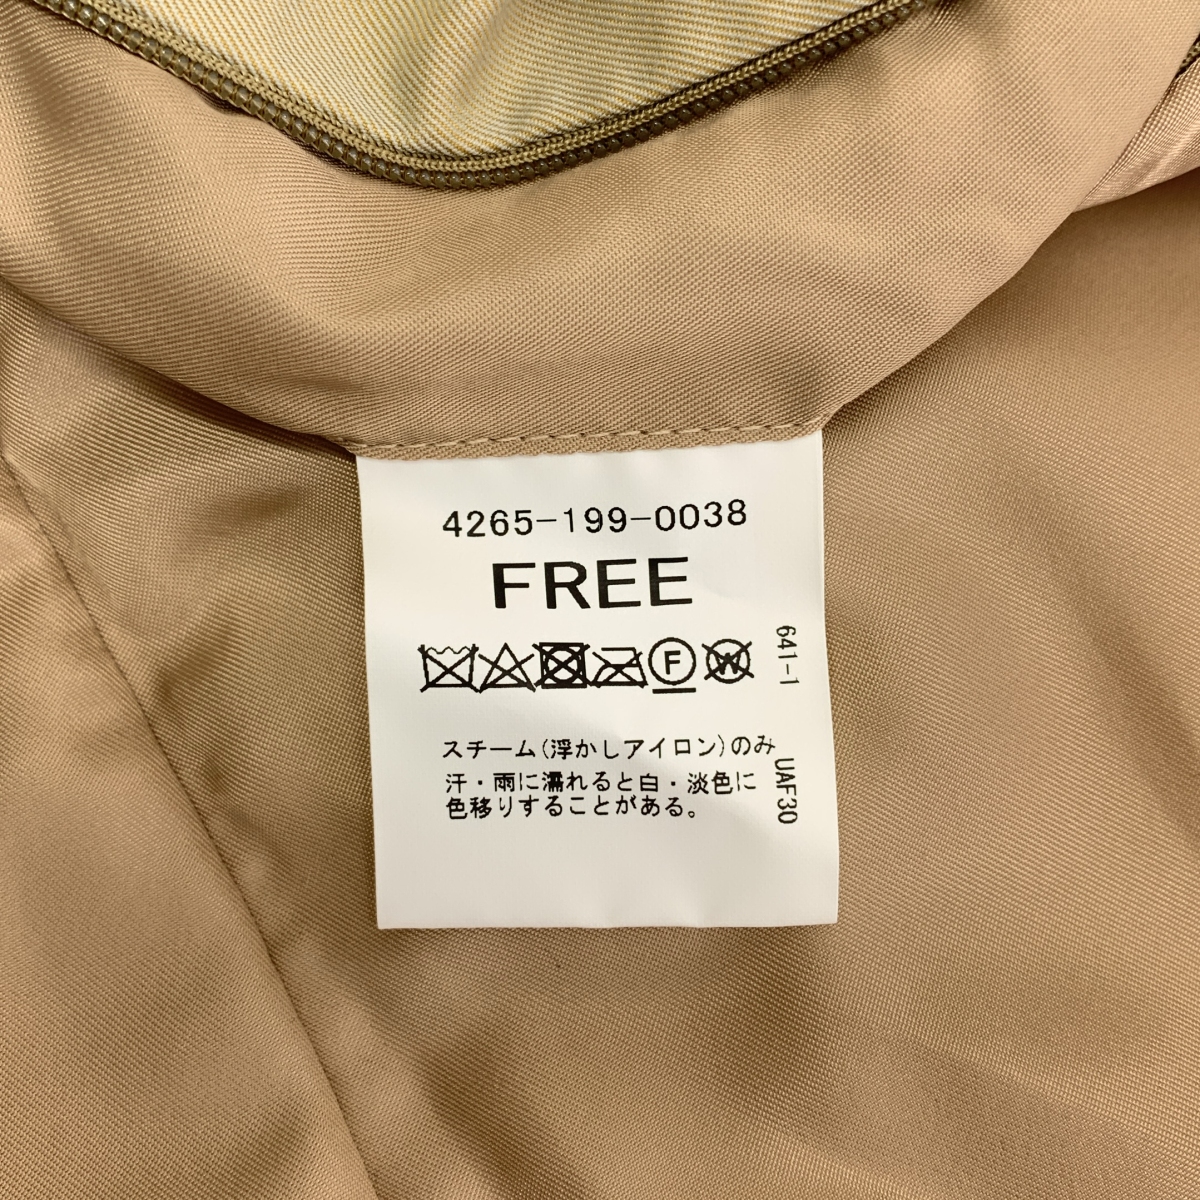 4265-199-0038
FREE
F W
スチーム(浮かしアイロン)のみ
汗・雨に濡れると白・淡色に
色移りすることがある。
641-1
UAF30